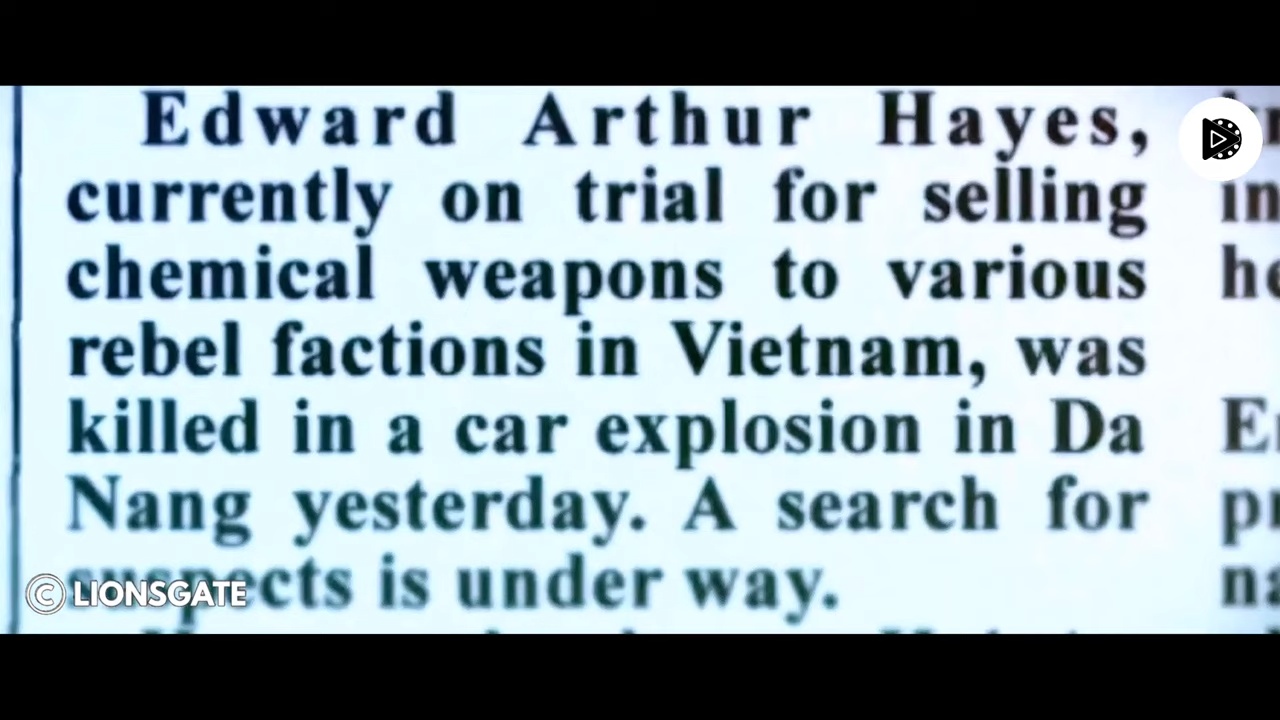 Edward Arthur Hayes,
currently on trial for selling
chemical weapons to various
rebel factions in Vietnam, was
killed in a car explosion in Da
Nang yesterday. A search for
suspects is under way.
© LIONSGATE